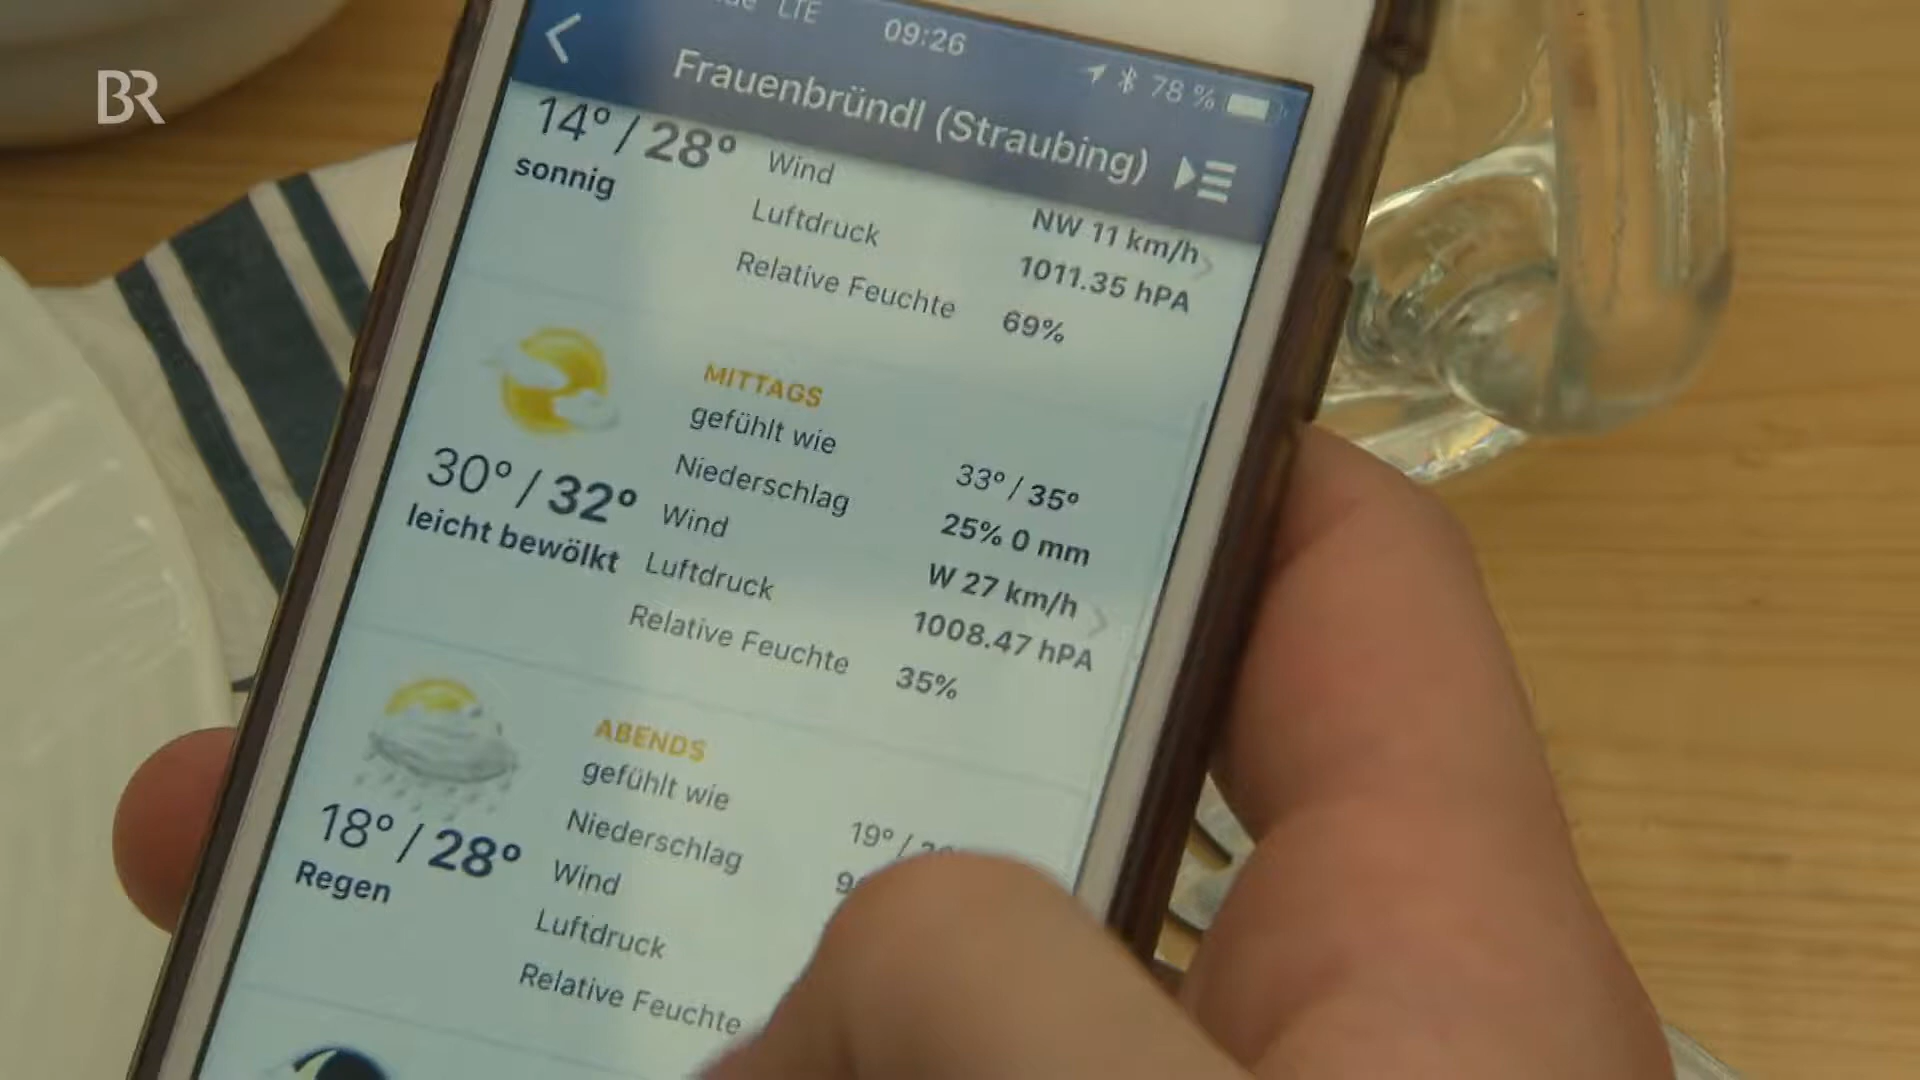 BR
LTE 09:26 78 %
Frauenbründl (Straubing)
14° / 28°
sonnig
Wind NW 11 km/h
Luftdruck 1011.35 hPA
Relative Feuchte 69%
MITTAGS
gefühlt wie 33° / 35°
Niederschlag 25% 0 mm
Wind W 27 km/h
Luftdruck 1008.47 hPA
Relative Feuchte 35%
30° / 32°
leicht bewölkt
ABENDS
gefühlt wie 19° /
Niederschlag
Wind
Luftdruck
Relative Feuchte
18° / 28°
Regen